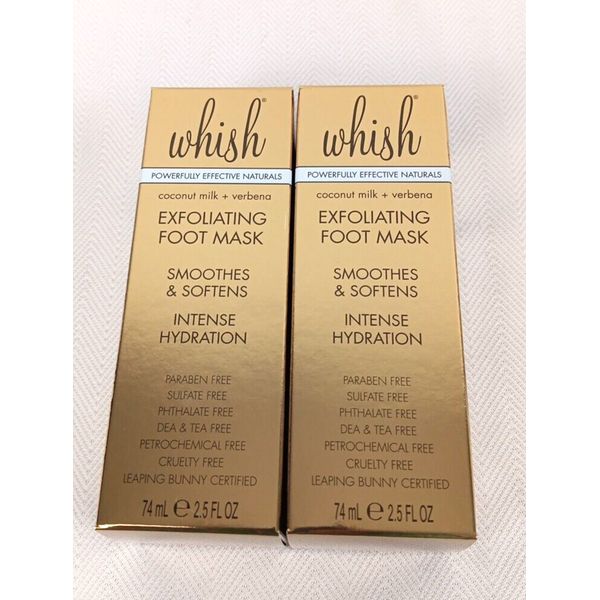 whish®
POWERFULLY EFFECTIVE NATURALS
coconut milk + verbena
EXFOLIATING
FOOT MASK
SMOOTHES
& SOFTENS
INTENSE
HYDRATION
PARABEN FREE
SULFATE FREE
PHTHALATE FREE
DEA & TEA FREE
PETROCHEMICAL FREE
CRUELTY FREE
LEAPING BUNNY CERTIFIED
74 mL ℮ 2.5 FL OZ
whish®
POWERFULLY EFFECTIVE NATURALS
coconut milk + verbena
EXFOLIATING
FOOT MASK
SMOOTHES
& SOFTENS
INTENSE
HYDRATION
PARABEN FREE
SULFATE FREE
PHTHALATE FREE
DEA & TEA FREE
PETROCHEMICAL FREE
CRUELTY FREE
LEAPING BUNNY CERTIFIED
74 mL ℮ 2.5 FL OZ